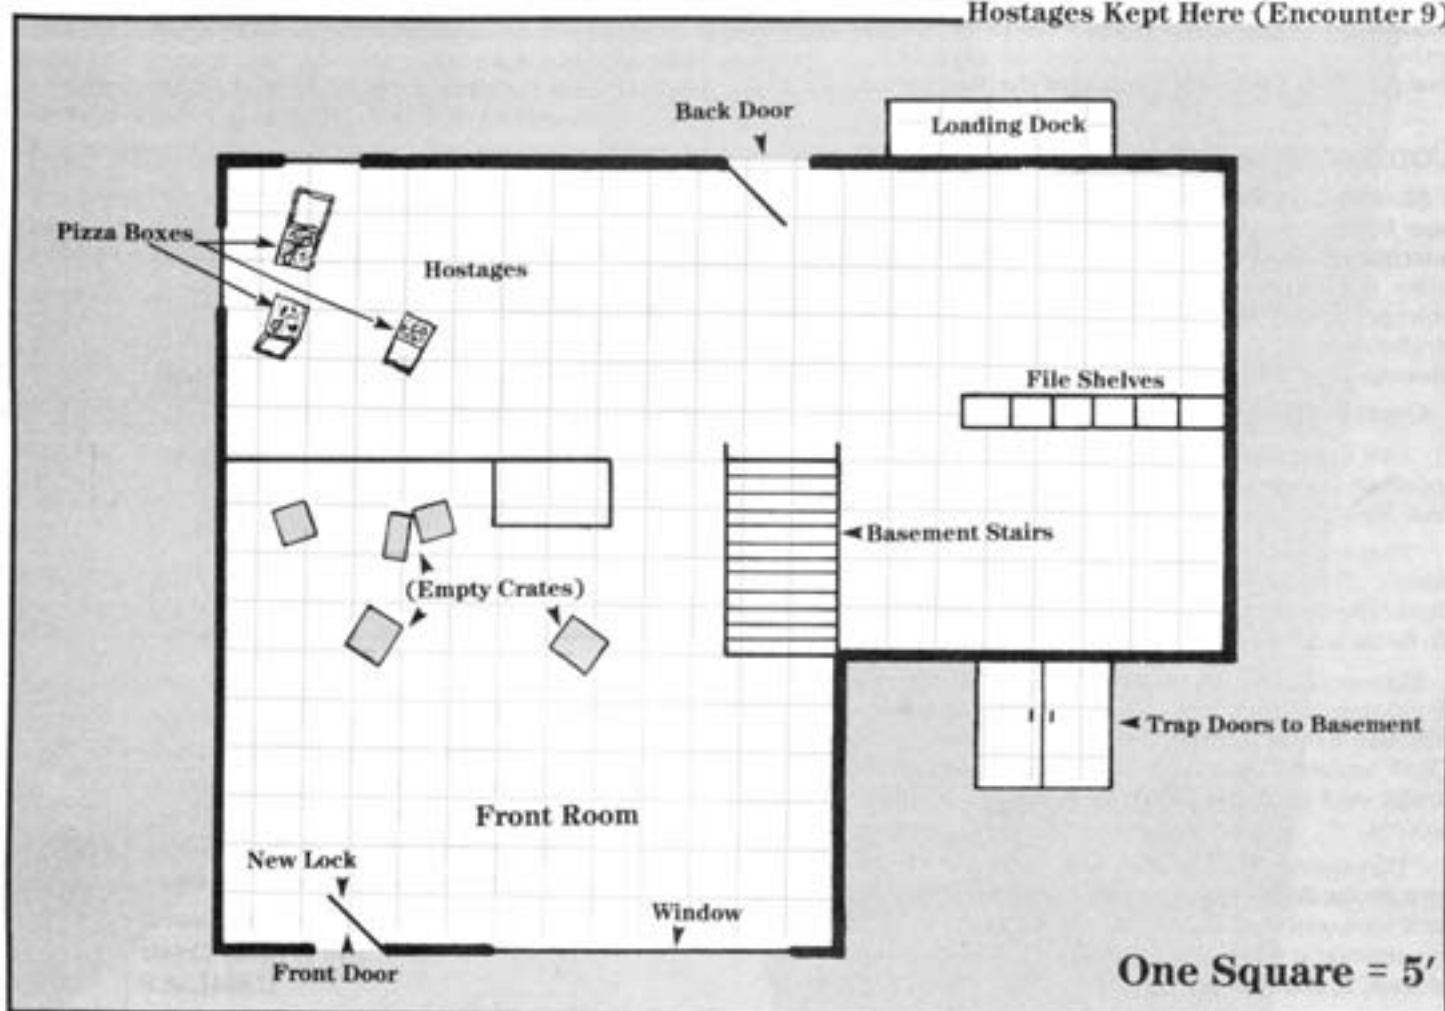 Hostages Kept Here (Encounter 9)
Back Door
Loading Dock
Pizza Boxes
Hostages
File Shelves
Basement Stairs
(Empty Crates)
Trap Doors to Basement
Front Room
New Lock
Window
Front Door
One Square = 5'